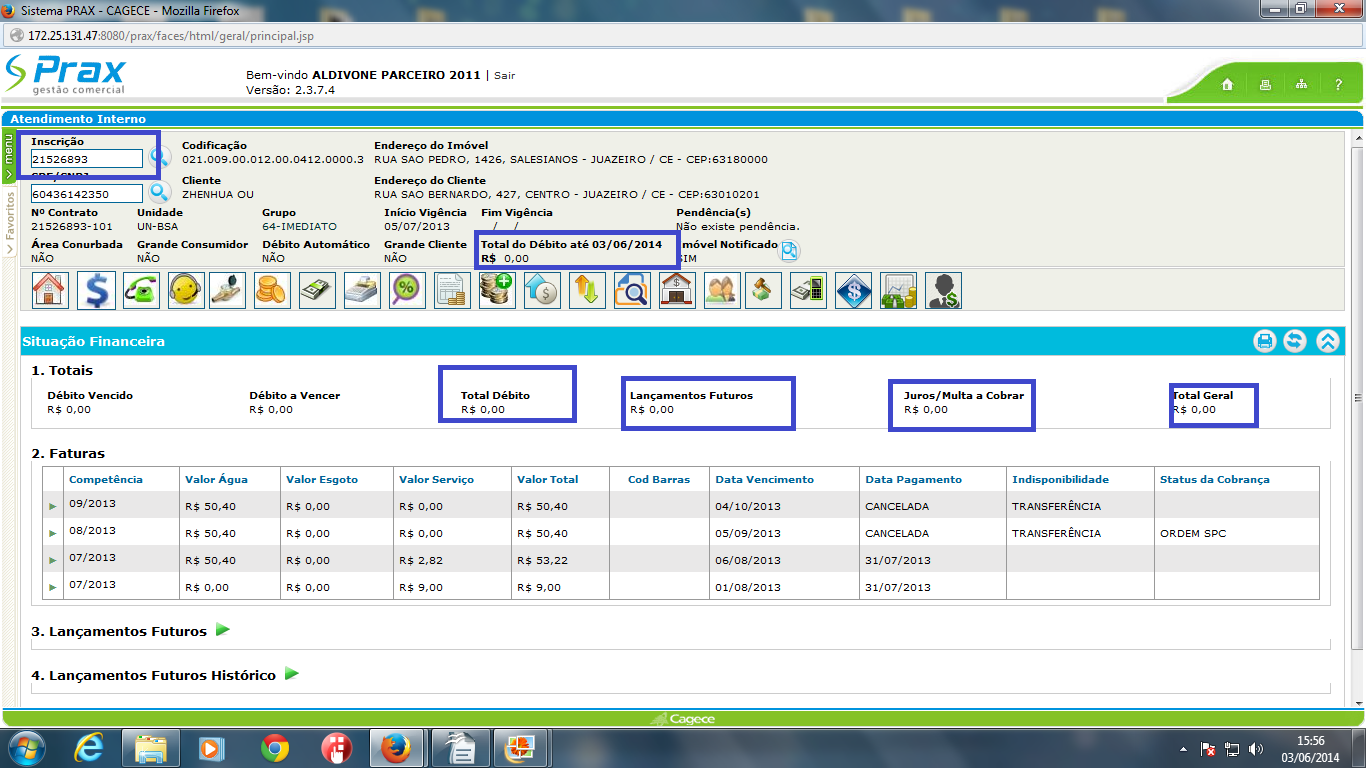 Sistema PRAX - CAGECE - Mozilla Firefox
172.25.131.47:8080/prax/faces/html/geral/principal.jsp
Prax
gestão comercial
Bem-vindo ALDIVONE PARCEIRO 2011 | Sair
Versão: 2.3.7.4
?
Atendimento Interno
menu
Favoritos
Inscrição
21526893
Codificação
021.009.00.012.00.0412.0000.3
Endereço do Imóvel
RUA SAO PEDRO, 1426, SALESIANOS - JUAZEIRO / CE - CEP:63180000
60436142350
Cliente
ZHENHUA OU
Endereço do Cliente
RUA SAO BERNARDO, 427, CENTRO - JUAZEIRO / CE - CEP:63010201
Nº Contrato Unidade Grupo Início Vigência Fim Vigência Pendência(s)
21526893-101 UN-BSA 64-IMEDIATO 05/07/2013 / / Não existe pendência.
Área Conurbada Grande Consumidor Débito Automático Grande Cliente Total do Débito até 03/06/2014 Imóvel Notificado
NÃO NÃO NÃO NÃO R$ 0,00 SIM
Situação Financeira
1. Totais
Débito Vencido Débito a Vencer Total Débito Lançamentos Futuros Juros/Multa a Cobrar Total Geral
R$ 0,00 R$ 0,00 R$ 0,00 R$ 0,00 R$ 0,00 R$ 0,00
2. Faturas
Competência Valor Água Valor Esgoto Valor Serviço Valor Total Cod Barras Data Vencimento Data Pagamento Indisponibilidade Status da Cobrança
09/2013 R$ 50,40 R$ 0,00 R$ 0,00 R$ 50,40 04/10/2013 CANCELADA TRANSFERÊNCIA
08/2013 R$ 50,40 R$ 0,00 R$ 0,00 R$ 50,40 05/09/2013 CANCELADA TRANSFERÊNCIA ORDEM SPC
07/2013 R$ 50,40 R$ 0,00 R$ 2,82 R$ 53,22 06/08/2013 31/07/2013
07/2013 R$ 0,00 R$ 0,00 R$ 9,00 R$ 9,00 01/08/2013 31/07/2013
3. Lançamentos Futuros
4. Lançamentos Futuros Histórico
Cagece
15:56
03/06/2014